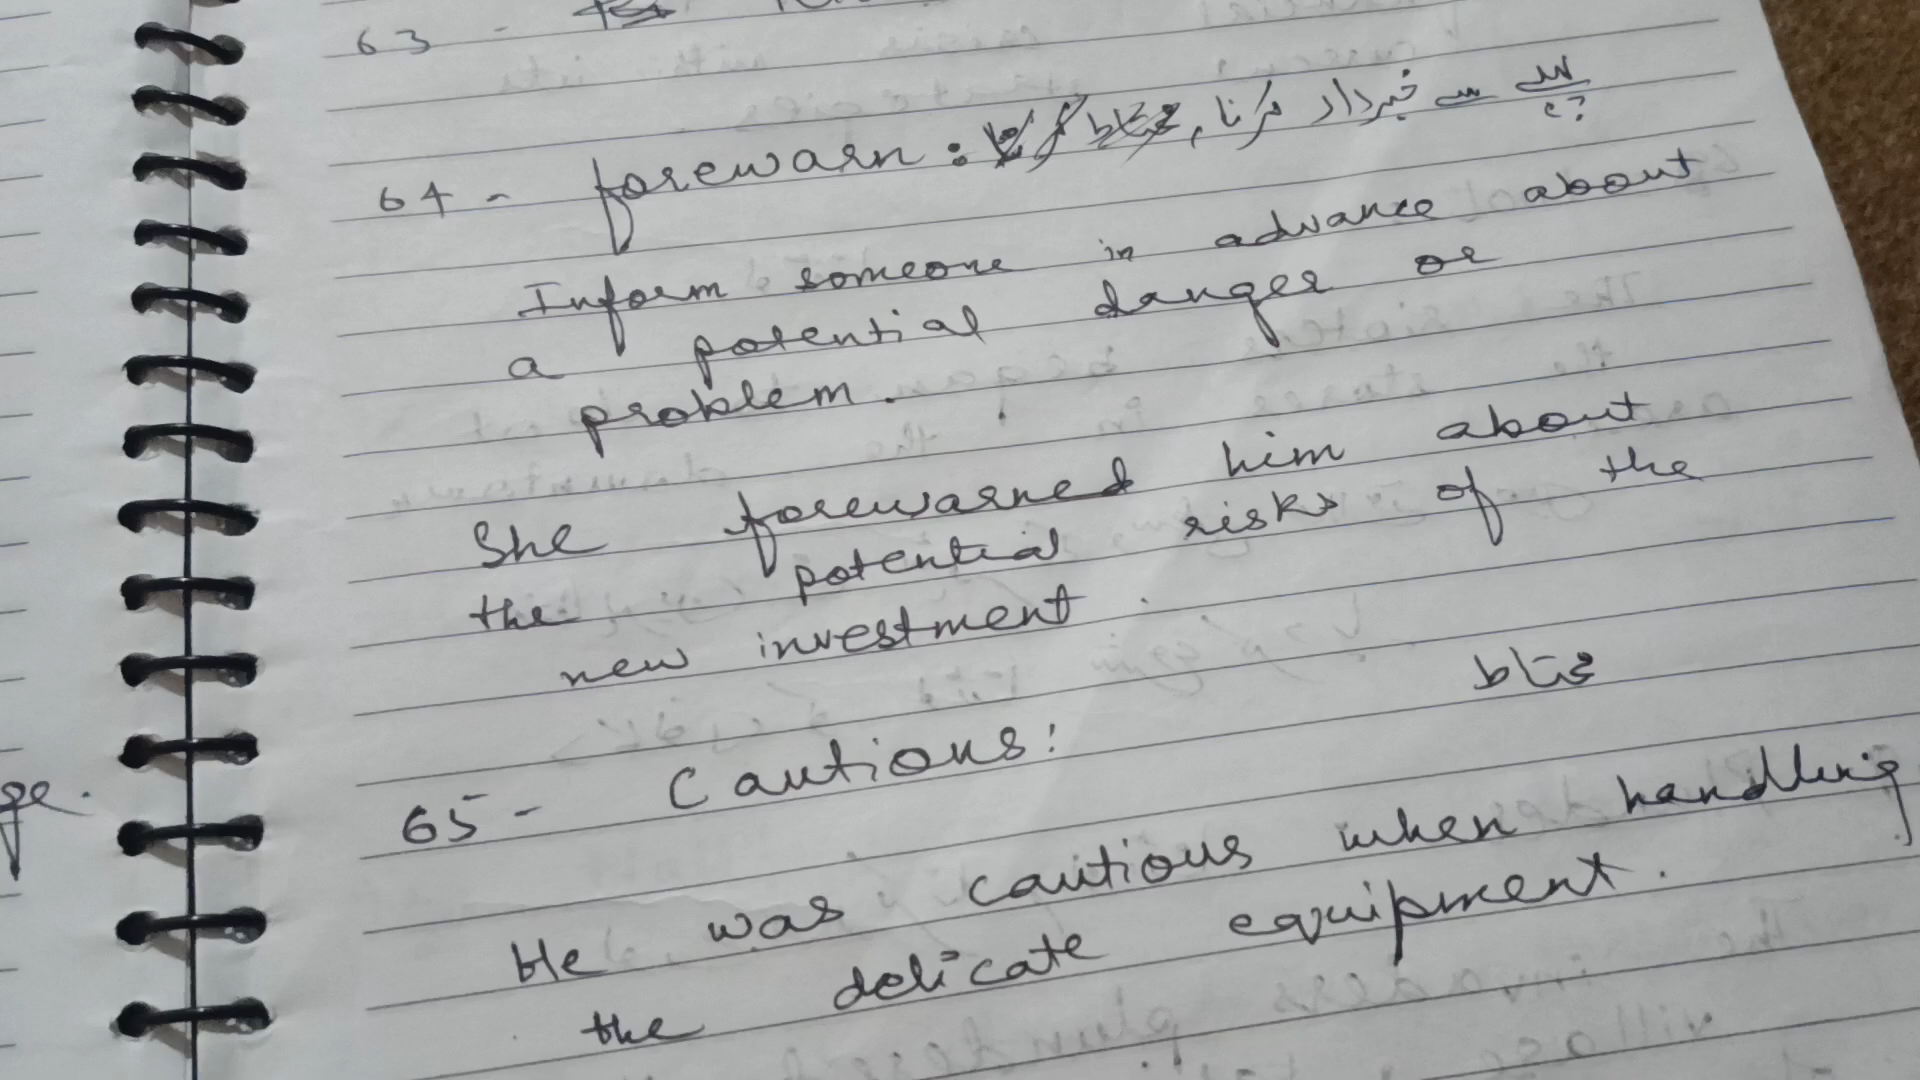 63 -
64 - forewarn : پہلے سے خبردار کرنا,
Inform someone in advance about
a potential danger or
problem.
She forewarned him about
the potential risks of the
new investment.
65 - Cautious: محتاط
He was cautious when handling
the delicate equipment.
ge.